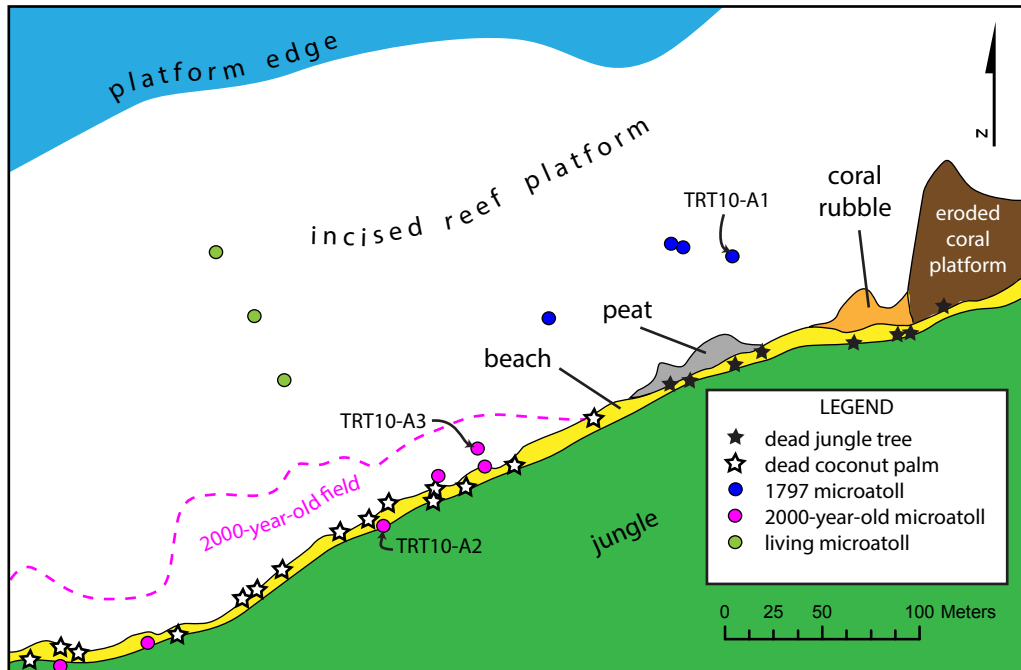 platform edge
incised reef platform
TRT10-A1
coral
rubble
eroded
coral
platform
N
peat
beach
TRT10-A3
2000-year-old field
TRT10-A2
jungle
LEGEND
dead jungle tree
dead coconut palm
1797 microatoll
2000-year-old microatoll
living microatoll
0 25 50 100 Meters